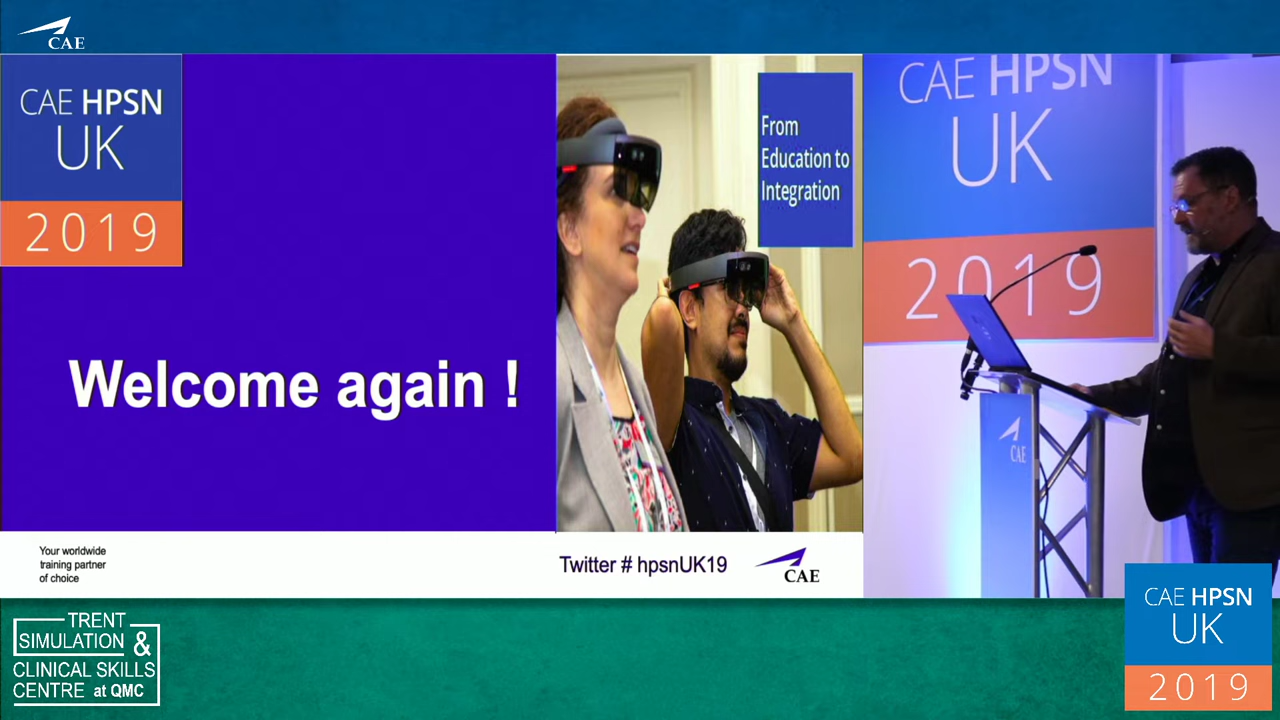 CAE
CAE HPSN
UK
2019
Welcome again !
From
Education to
Integration
CAE HPSN
UK
2019
CAE
Your worldwide
training partner
of choice
Twitter # hpsnUK19
CAE
TRENT
SIMULATION &
CLINICAL SKILLS
CENTRE at QMC
CAE HPSN
UK
2019